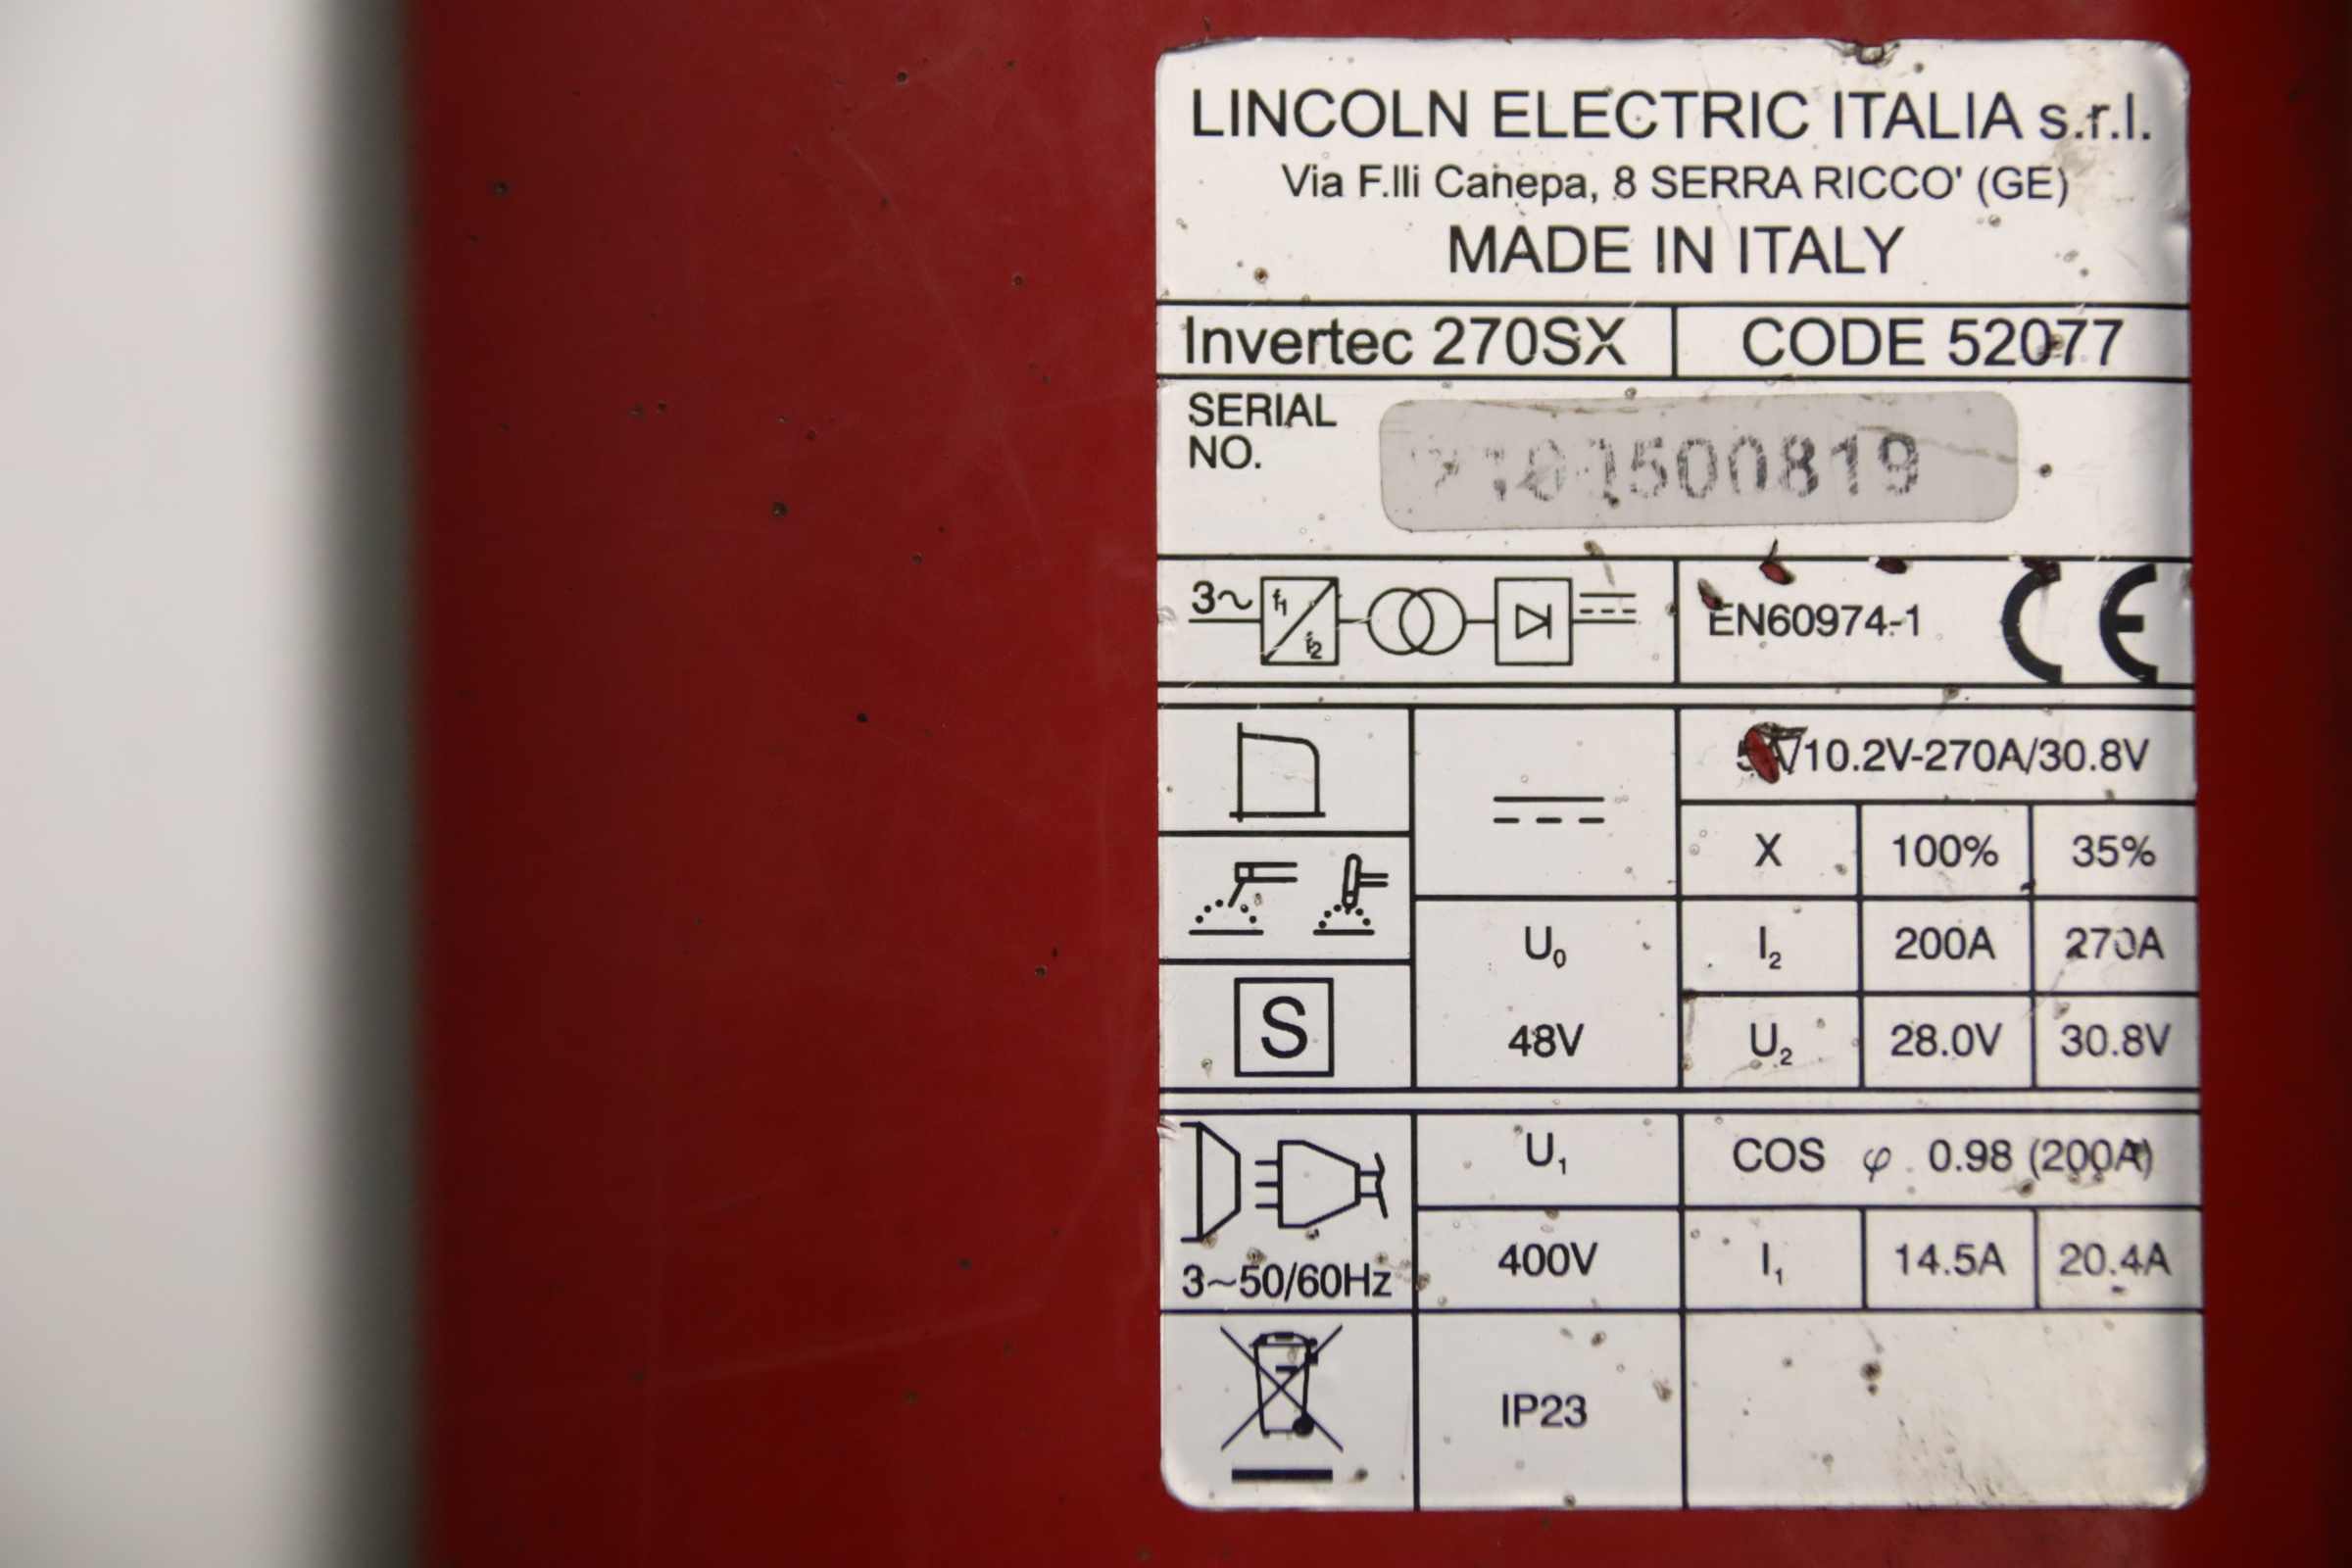 LINCOLN ELECTRIC ITALIA s.r.l.
Via F.lli Canepa, 8 SERRA RICCO' (GE)
MADE IN ITALY
Invertec 270SX CODE 52077
SERIAL
NO.
3~ f1 f2 EN60974-1 CE
/10.2V-270A/30.8V
X 100% 35%
U0 I2 200A 270A
S 48V U2 28.0V 30.8V
U1 COS φ 0.98 (200A)
3~50/60Hz 400V I1 14.5A 20.4A
IP23